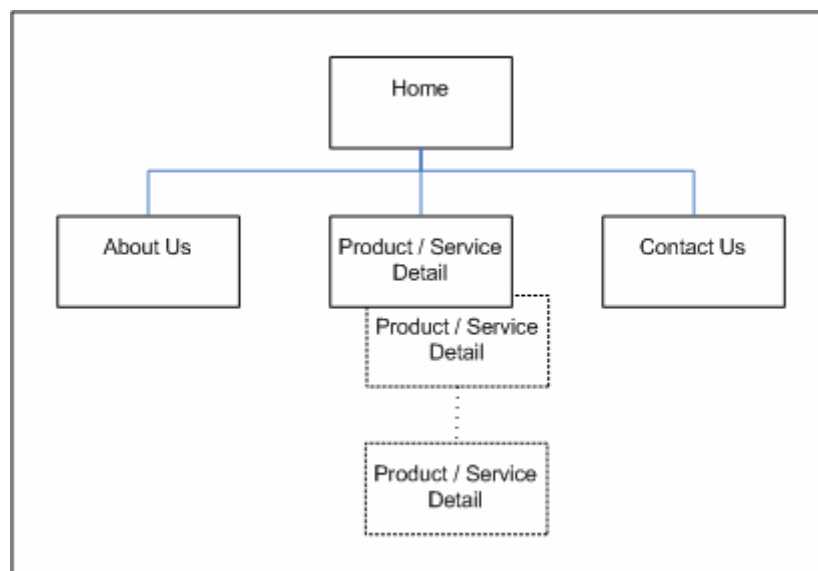 Home
About Us
Product / Service
Detail
Contact Us
Product / Service
Detail
Product / Service
Detail